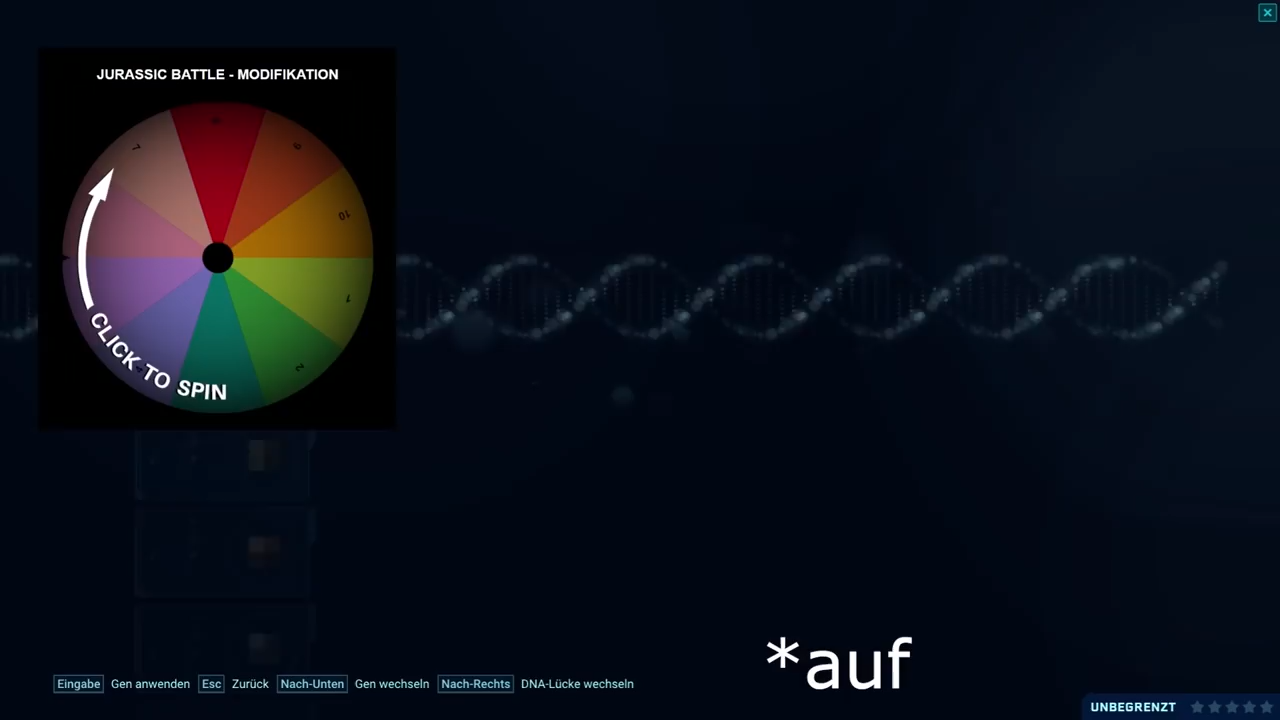 JURASSIC BATTLE - MODIFIKATION
7
8
9
10
1
2
CLICK TO SPIN
*auf
Eingabe Gen anwenden Esc Zurück Nach-Unten Gen wechseln Nach-Rechts DNA-Lücke wechseln
UNBEGRENZT